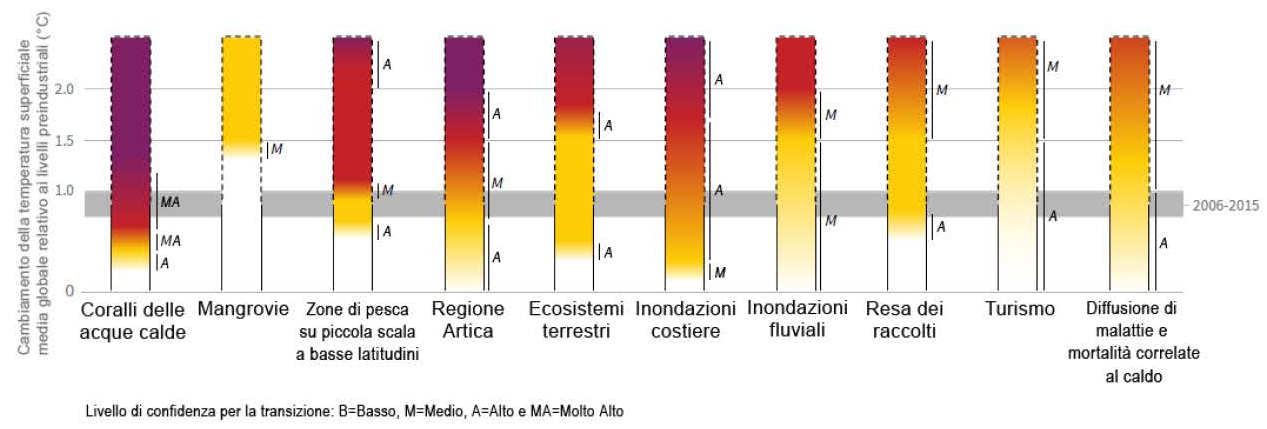 Cambiamento della temperatura superficiale
media globale relativo ai livelli preindustriali (°C)
2.0
1.5
1.0
0
MA
MA
A
M
A
M
A
A
M
A
A
A
A
A
M
M
M
M
A
M
A
M
A
2006-2015
Coralli delle
acque calde
Mangrovie
Zone di pesca
su piccola scala
a basse latitudini
Regione
Artica
Ecosistemi
terrestri
Inondazioni
costiere
Inondazioni
fluviali
Resa dei
raccolti
Turismo
Diffusione di
malattie e
mortalità correlate
al caldo
Livello di confidenza per la transizione: B=Basso, M=Medio, A=Alto e MA=Molto Alto